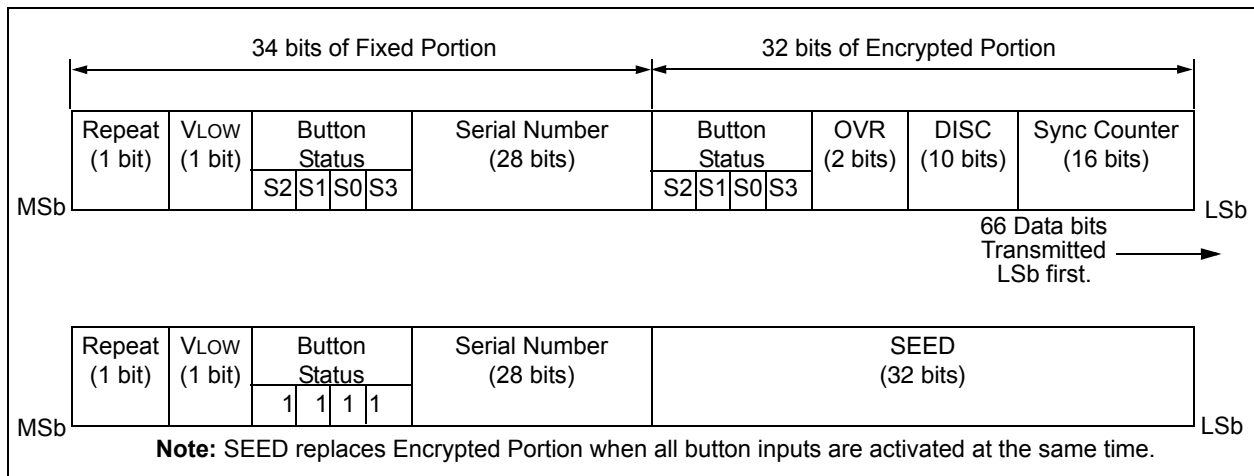 34 bits of Fixed Portion 32 bits of Encrypted Portion
Repeat VLOW Button Serial Number Button OVR DISC Sync Counter
(1 bit) (1 bit) Status (28 bits) Status (2 bits) (10 bits) (16 bits)
S2 S1 S0 S3 S2 S1 S0 S3
MSb LSb
66 Data bits
Transmitted
LSb first.
Repeat VLOW Button Serial Number SEED
(1 bit) (1 bit) Status (28 bits) (32 bits)
1 1 1 1
MSb LSb
Note: SEED replaces Encrypted Portion when all button inputs are activated at the same time.